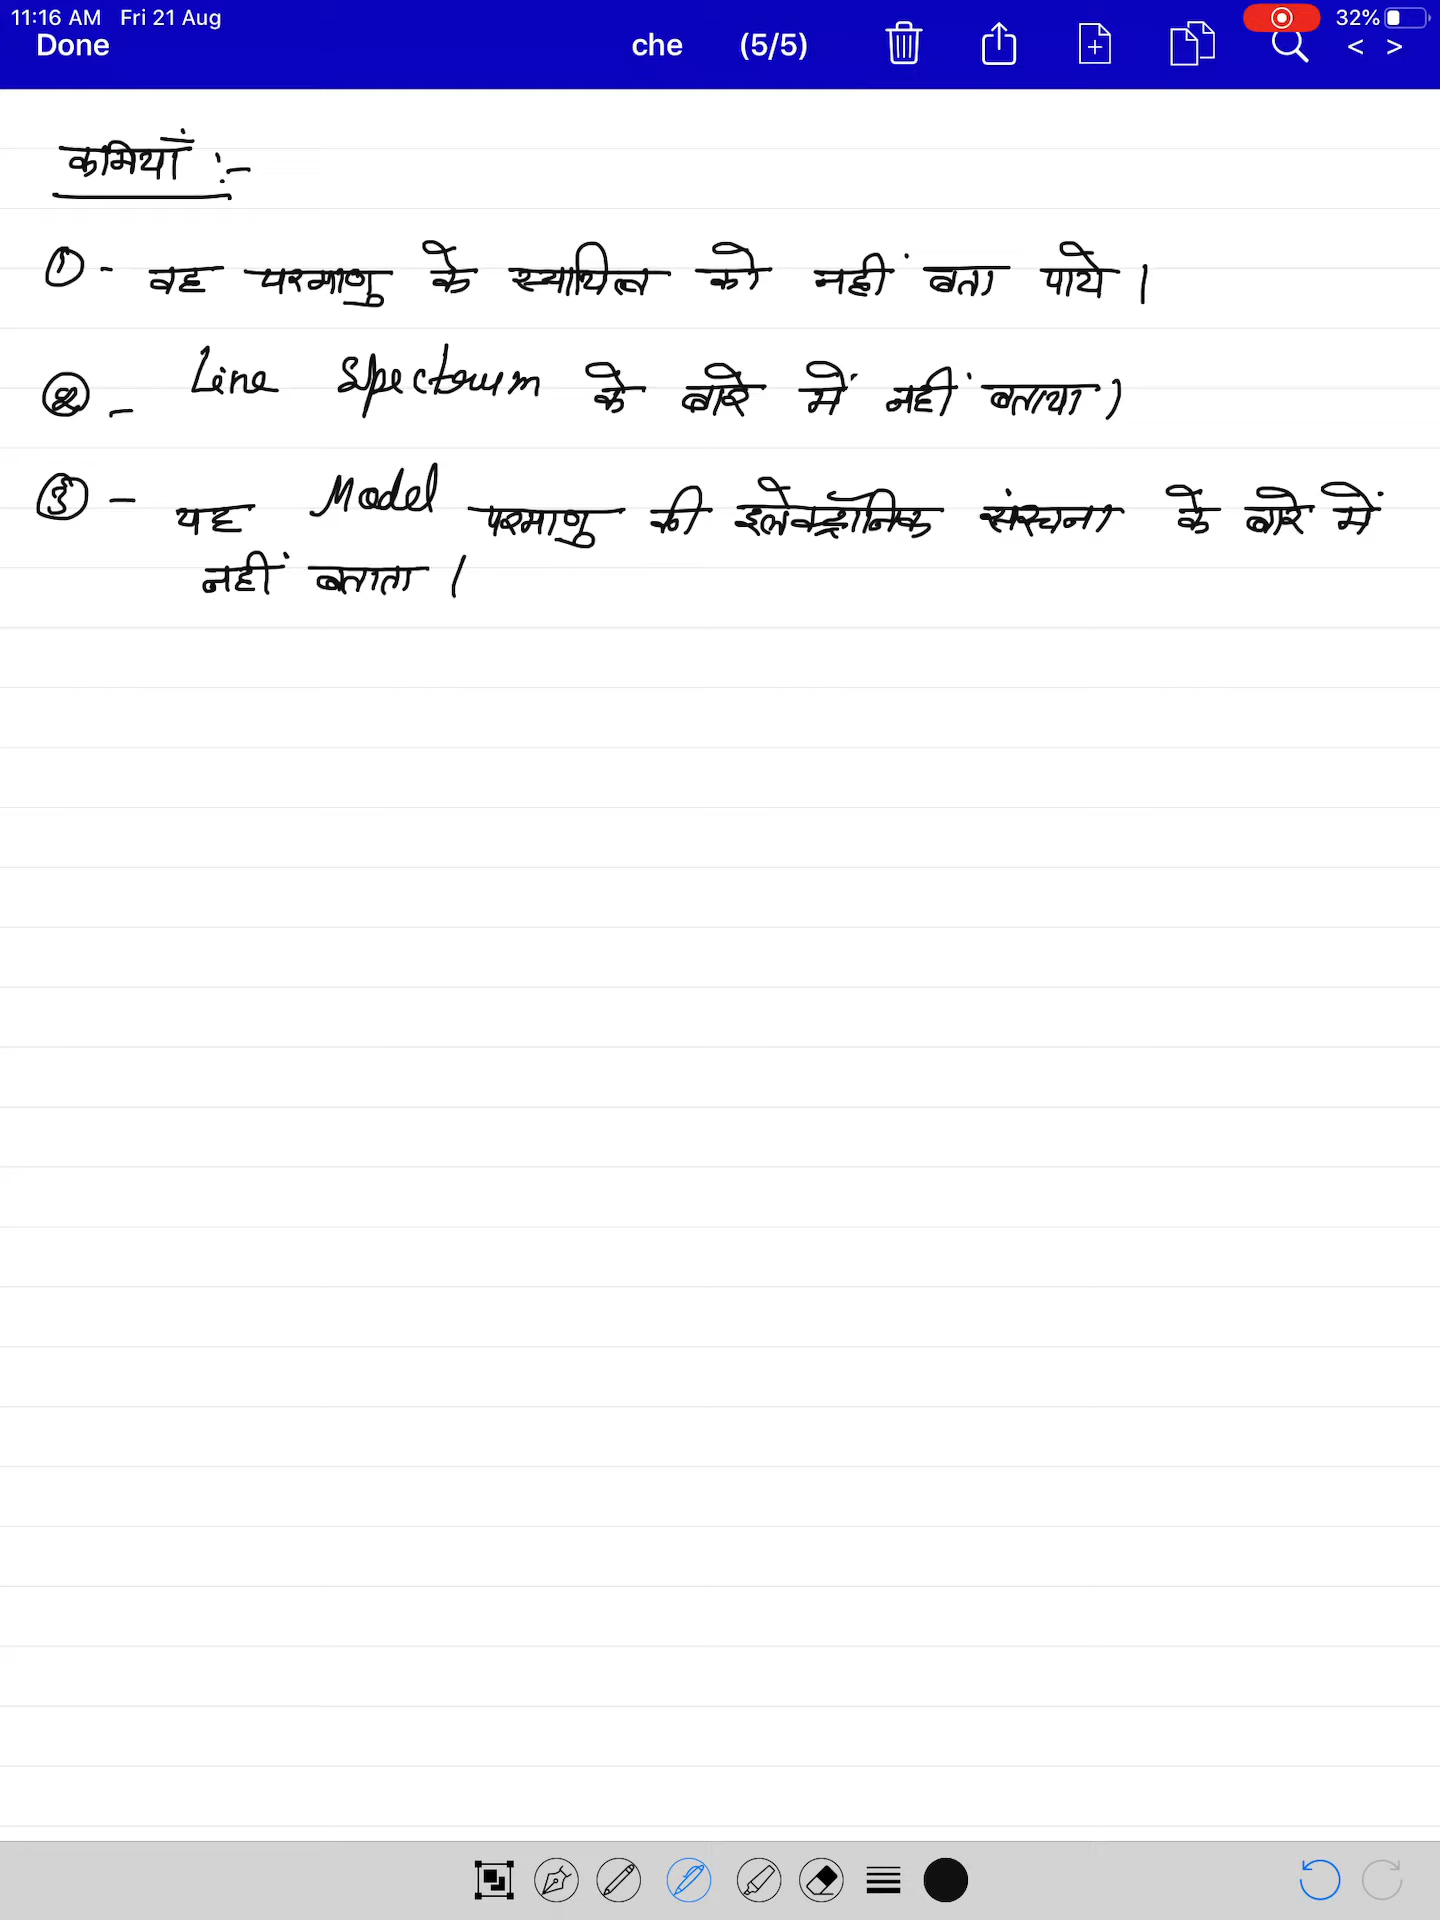 11:16 AM Fri 21 Aug 32%
Done che (5/5) < >
कमियाँ :-
① - वह परमाणु के स्थायित्व को नहीं बता पाये ।
② - Line Spectrum के बारे में नहीं बताया ।
③ - यह Model परमाणु की इलेक्ट्रॉनिक संरचना के बारे में
नहीं बताता ।